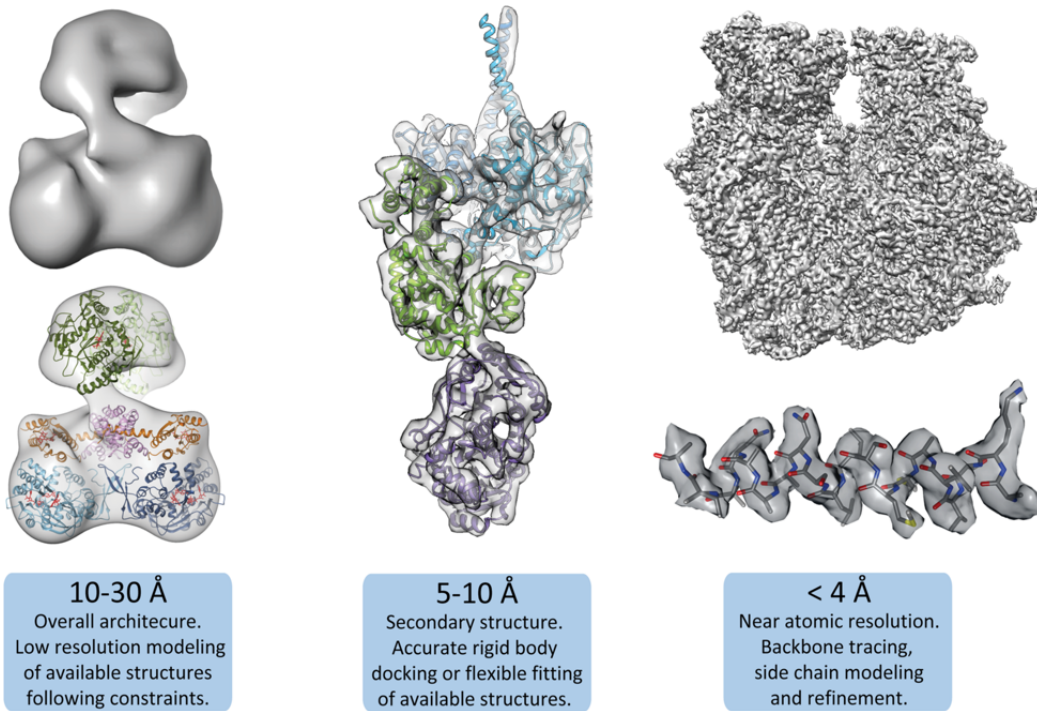 10-30 Å
Overall architecure.
Low resolution modeling
of available structures
following constraints.
5-10 Å
Secondary structure.
Accurate rigid body
docking or flexible fitting
of available structures.
< 4 Å
Near atomic resolution.
Backbone tracing,
side chain modeling
and refinement.